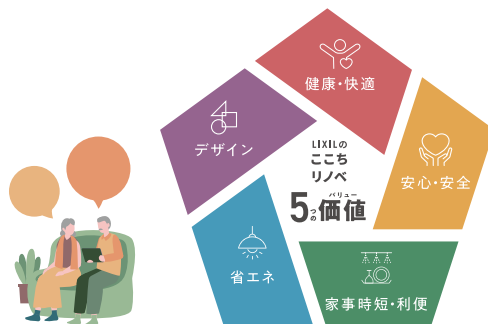 健康・快適
デザイン
LIXILの
ここち
リノベ
安心・安全
バリュー
5つの価値
省エネ
家事時短・利便